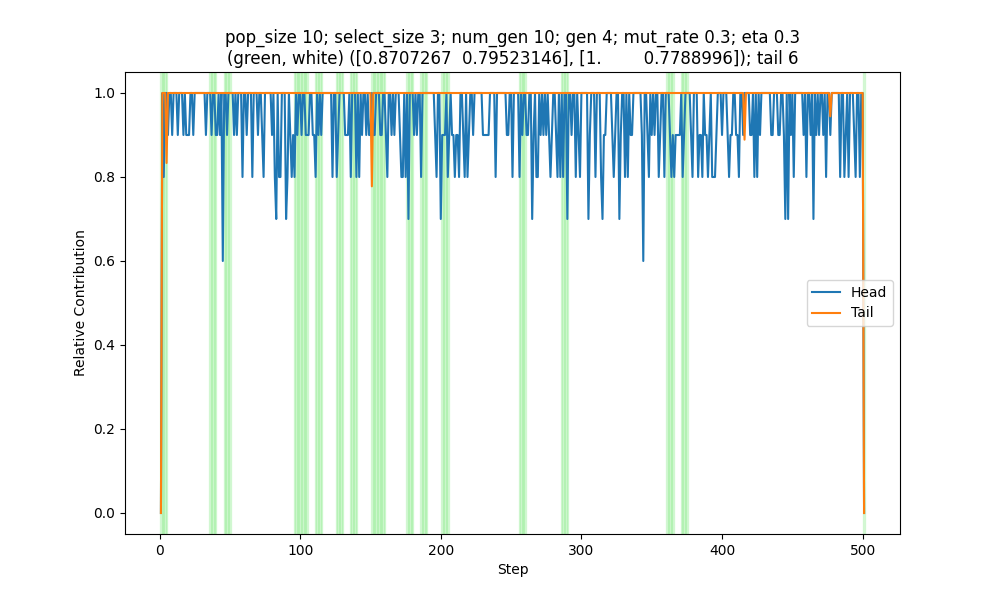 pop_size 10; select_size 3; num_gen 10; gen 4; mut_rate 0.3; eta 0.3
(green, white) ([0.8707267  0.79523146], [1.         0.7788996]); tail 6
Relative Contribution
1.0
0.8
0.6
0.4
0.2
0.0
Head
Tail
0
100
200
300
400
500
Step